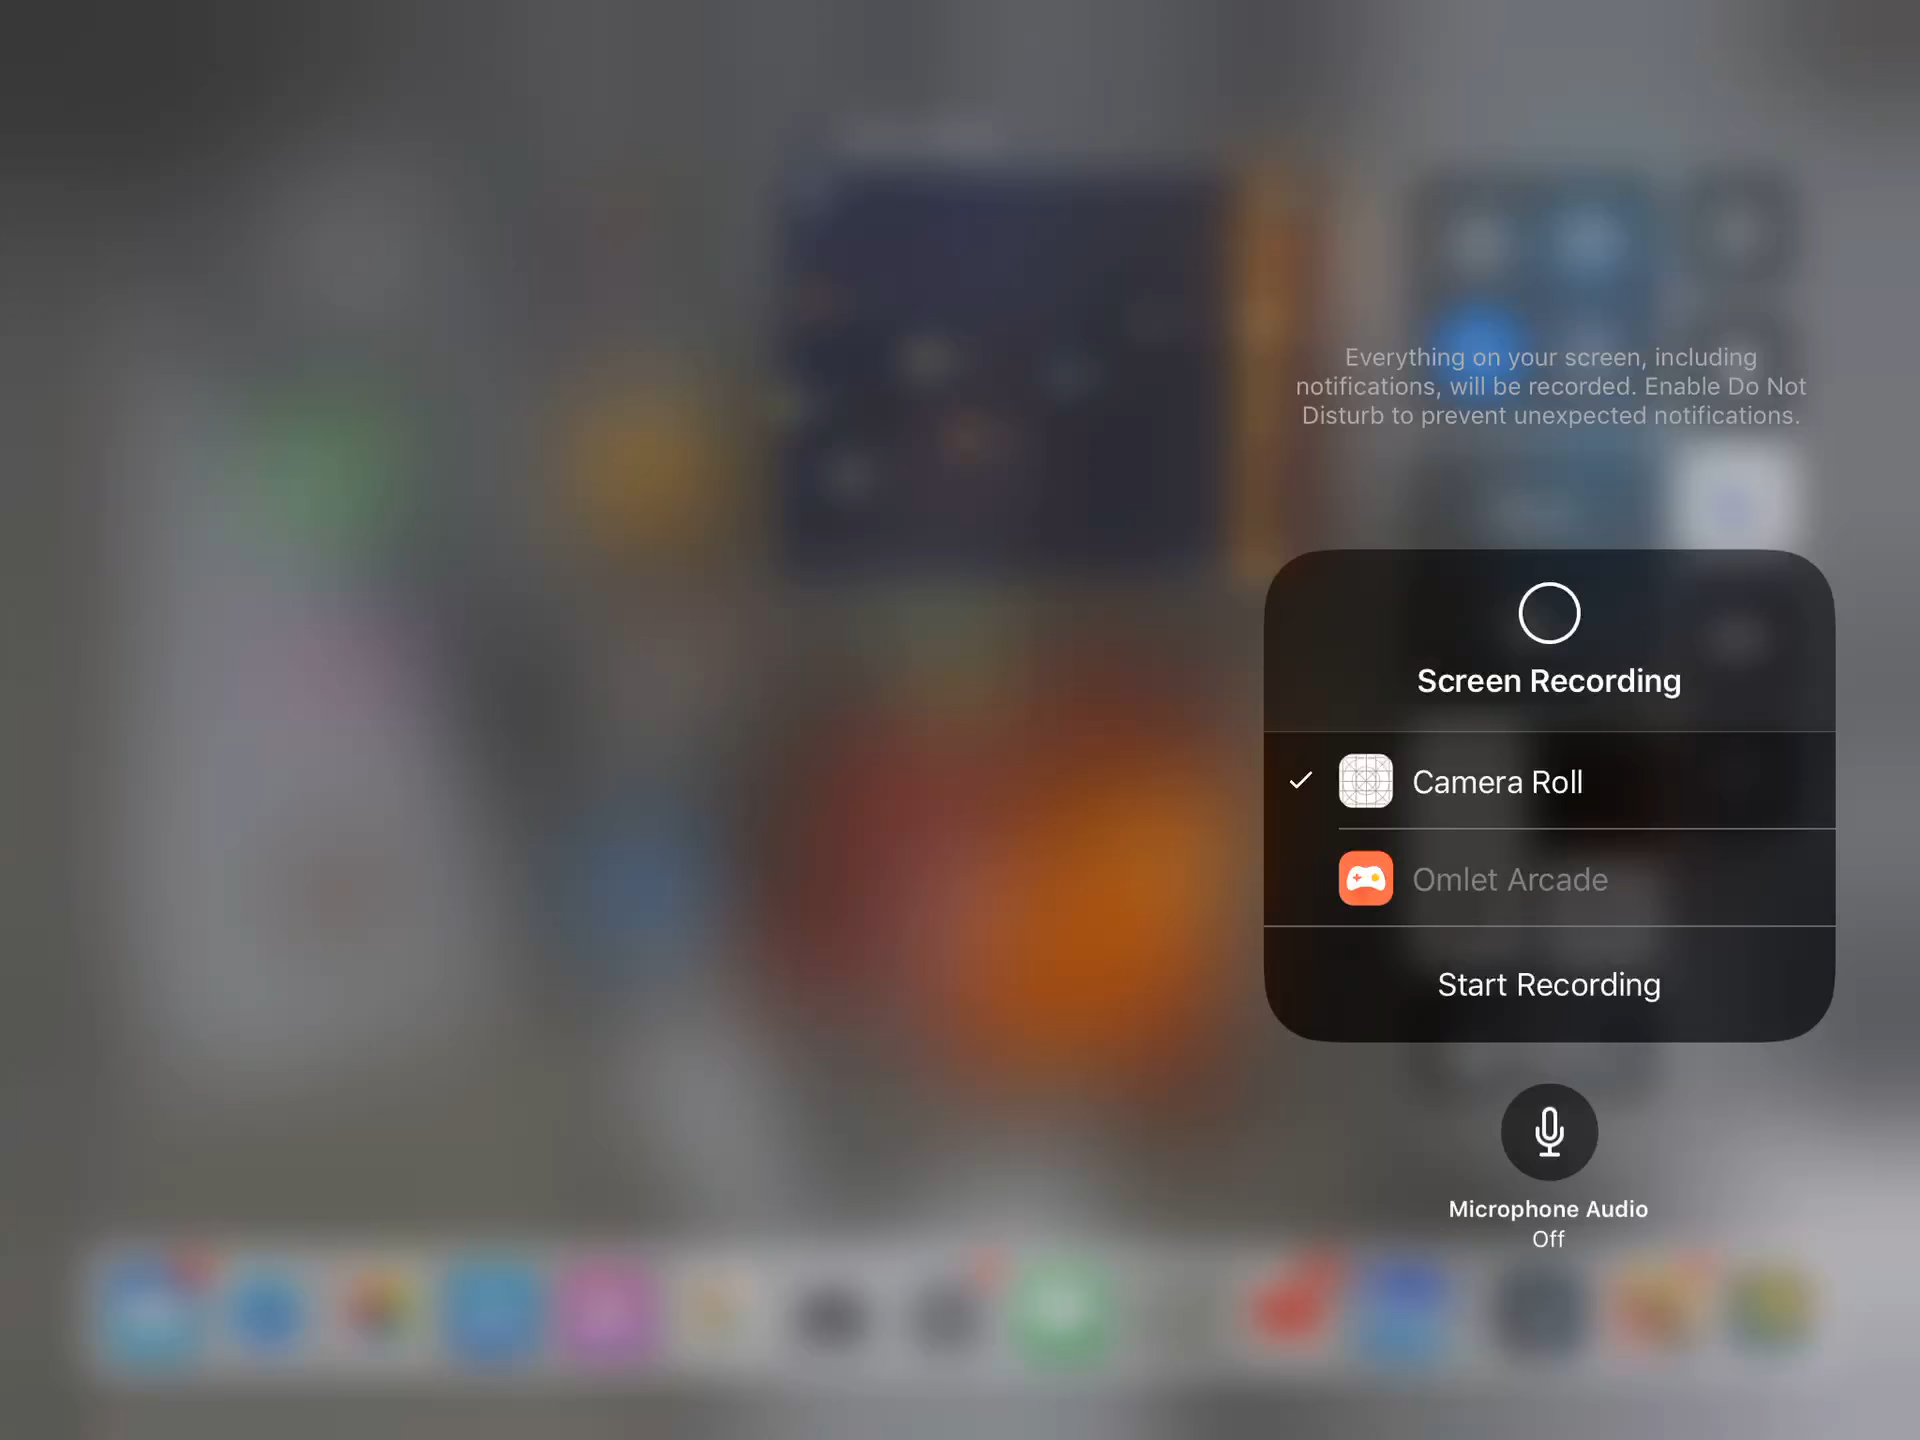 Everything on your screen, including
notifications, will be recorded. Enable Do Not
Disturb to prevent unexpected notifications.
Screen Recording
Camera Roll
Omlet Arcade
Start Recording
Microphone Audio
Off